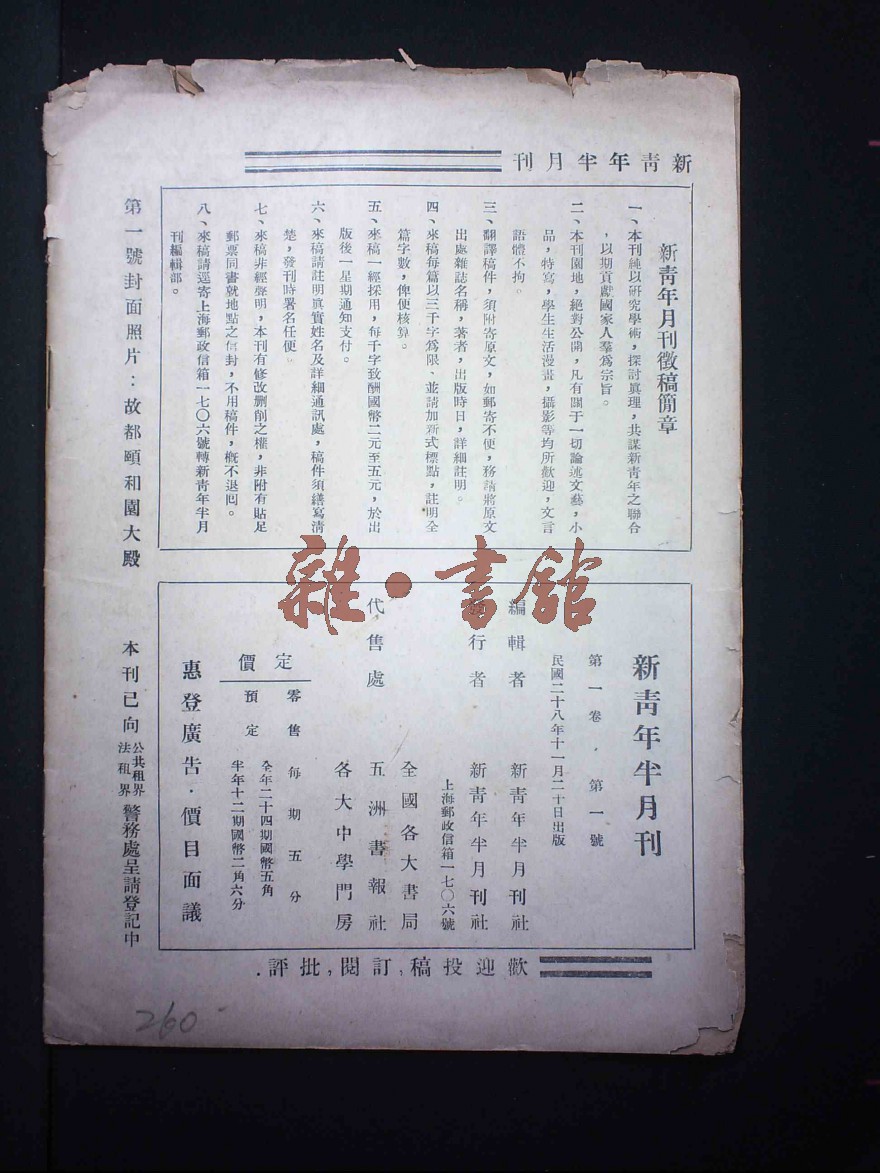 新青年半月刊
新青年月刊徵稿簡章
一、本刊純以研究學術，探討眞理，共謀新青年之聯合
，以期貢獻國家人羣爲宗旨。
二、本刊園地，絕對公開，凡有關于一切論述文藝，小
品，特寫，學生生活漫畫，攝影等均所歡迎，文言
語體不拘。
三、翻譯稿件，須附寄原文，如郵寄不便，務請將原文
出處雜誌名稱，著者，出版時日，詳細註明。
四、來稿每篇以三千字爲限、並請加新式標點，註明全
篇字數，俾便核算。
五、來稿一經採用，每千字致酬國幣二元至五元，於出
版後一星期通知支付。
六、來稿請註明眞實姓名及詳細通訊處，稿件須繕寫淸
楚，發刊時署名任便。
七、來稿非經聲明，本刊有修改刪削之權，非附有貼足
郵票同書就地點之信封，不用稿件，槪不退囘。
八、來稿請逕寄上海郵政信箱一七〇六號轉新青年半月
刊編輯部。
新青年半月刊
第一卷．第一號
民國二十八年十一月二十日出版
編輯者 新青年半月刊社
行者 新青年半月刊社
上海郵政信箱一七〇六號
代售處
全國各大書局
五洲書報社
各大中學門房
定價
零售每期五分
預定
全年二十四期國幣五角
半年十二期國幣二角六分
惠登廣告．價目面議
歡迎投稿，訂閱，批評．
第一號封面照片：故都頤和園大殿
本刊已向公共租界法租界警務處呈請登記中
雜·書館
260